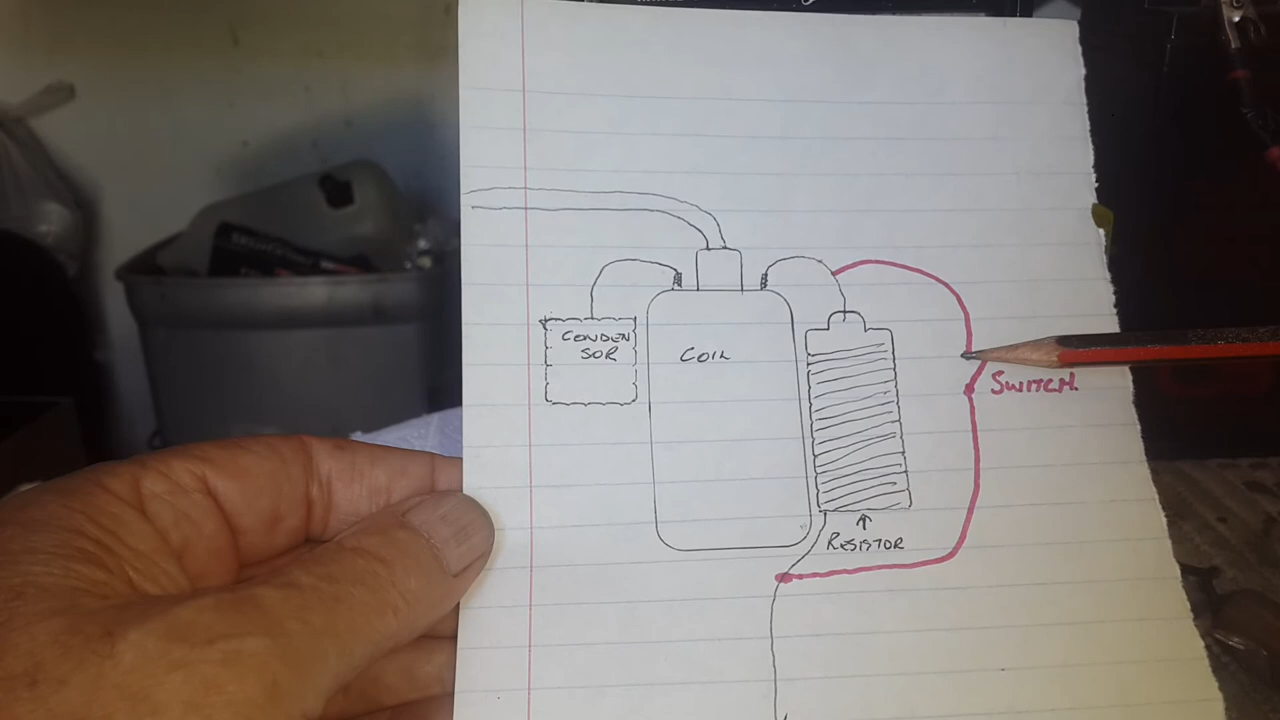 CONDEN
SOR
COIL
SWITCH.
RESISTOR